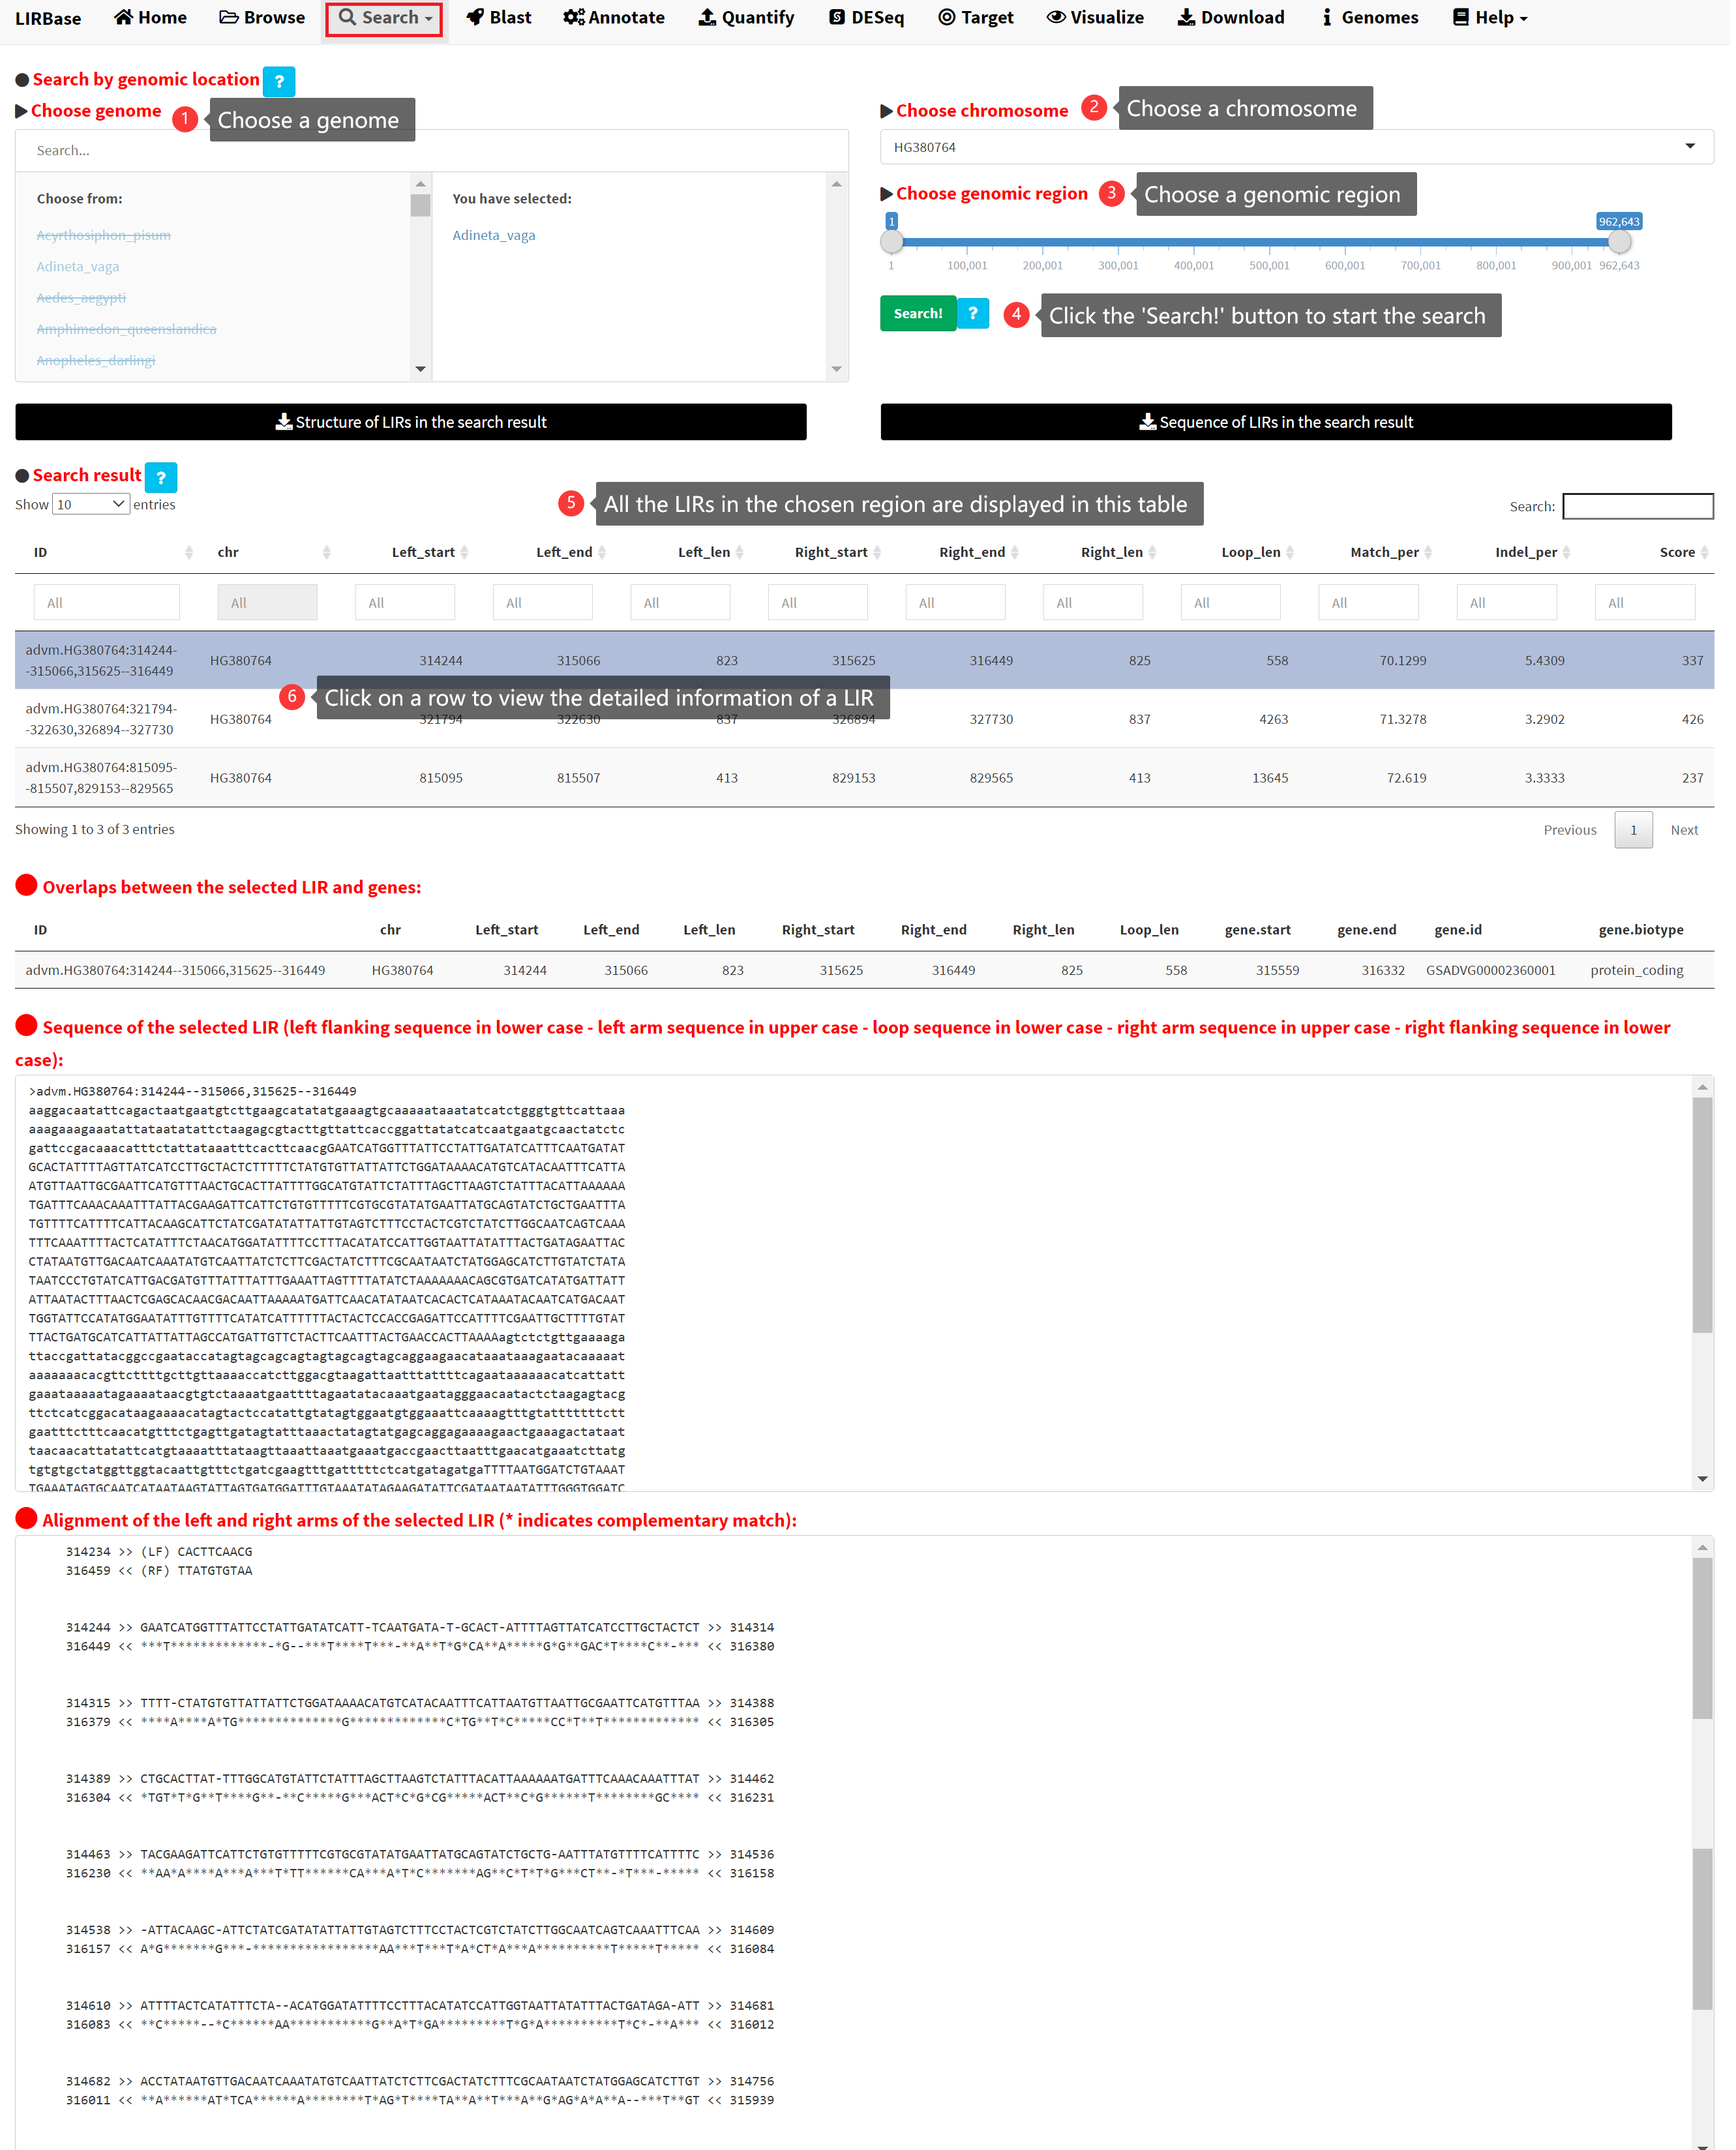 LIRBase Home Browse Search Blast Annotate Quantify DESeq Target Visualize Download Genomes Help
Search by genomic location ?
Choose genome 1 Choose a genome
Search...
Choose from:
Acyrthosiphon_pisum
Adineta_vaga
Aedes_aegypti
Amphimedon_queenslandica
Anopheles_darlingi
You have selected:
Adineta_vaga
Choose chromosome 2 Choose a chromosome
HG380764
Choose genomic region 3 Choose a genomic region
1 962,643
1 100,001 200,001 300,001 400,001 500,001 600,001 700,001 800,001 900,001 962,643
Search! ? 4 Click the 'Search!' button to start the search
Structure of LIRs in the search result
Sequence of LIRs in the search result
Search result ?
Show 10 entries
5 All the LIRs in the chosen region are displayed in this table
Search:
ID chr Left_start Left_end Left_len Right_start Right_end Right_len Loop_len Match_per Indel_per Score
All All All All All All All All All All All All
advm.HG380764:314244-
-315066,315625--316449 HG380764 314244 315066 823 315625 316449 825 558 70.1299 5.4309 337
6 Click on a row to view the detailed information of a LIR
advm.HG380764:321794-
-322630,326894--327730 HG380764 321794 322630 837 326894 327730 837 4263 71.3278 3.2902 426
advm.HG380764:815095-
-815507,829153--829565 HG380764 815095 815507 413 829153 829565 413 13645 72.619 3.3333 237
Showing 1 to 3 of 3 entries
Previous 1 Next
Overlaps between the selected LIR and genes:
ID chr Left_start Left_end Left_len Right_start Right_end Right_len Loop_len gene.start gene.end gene.id gene.biotype
advm.HG380764:314244--315066,315625--316449 HG380764 314244 315066 823 315625 316449 825 558 315559 316332 GSADVG00002360001 protein_coding
Sequence of the selected LIR (left flanking sequence in lower case - left arm sequence in upper case - loop sequence in lower case - right arm sequence in upper case - right flanking sequence in lower
case):
>advm.HG380764:314244--315066,315625--316449
aaggacaatattcagactaatgaatgtcttgaagcatatatgaaagtgcaaaaataaatatcatctgggtgttcattaaa
aaagaaagaaatattataatatattctaagagcgtacttgttattcaccggattatatcatcaatgaatgcaactatctc
gattccgacaaacatttctattataaatttcacttcaacgGAATCATGGTTTATTCCTATTGATATCATTTCAATGATAT
GCACTATTTTAGTTATCATCCTTGCTACTCTTTTTCTATGTGTTATTATTCTGGATAAAACATGTCATACAATTTCATTA
ATGTTAATTGCGAATTCATGTTTAACTGCACTTATTTTGGCATGTATTCTATTTAGCTTAAGTCTATTTACATTAAAAAA
TGATTTCAAACAAATTTATTACGAAGATTCATTCTGTGTTTTTCGTGCGTATATGAATTATGCAGTATCTGCTGAATTTA
TGTTTTCATTTTCATTACAAGCATTCTATCGATATATTATTGTAGTCTTTCCTACTCGTCTATCTTGGCAATCAGTCAAA
TTTCAAATTTTACTCATATTTCTAACATGGATATTTTCCTTTACATATCCATTGGTAATTATATTTACTGATAGAATTAC
CTATAATGTTGACAATCAAATATGTCAATTATCTCTTCGACTATCTTTCGCAATAATCTATGGAGCATCTTGTATCTATA
TAATCCCTGTATCATTGACGATGTTTATTTATTTGAAATTAGTTTTATATCTAAAAAAACAGCGTGATCATATGATTATT
ATTAATACTTTAACTCGAGCACAACGACAATTAAAAATGATTCAACATATAATCACACTCATAAATACAATCATGACAAT
TGGTATTCCATATGGAATATTTGTTTTCATATCATTTTTTACTACTCCACCGAGATTCCATTTTCGAATTGCTTTTGTAT
TTACTGATGCATCATTATTATTAGCCATGATTGTTCTACTTCAATTTACTGAACCACTTAAAAagtctctgttgaaaaga
ttaccgattatacggccgaataccatagtagcagcagtagtagcagtagcaggaagaacataaataaagaatacaaaaat
aaaaaaacacgttcttttgcttgttaaaaccatcttggacgtaagattaatttattttcagaataaaaaacatcattatt
gaaataaaaatagaaaataacgtgtctaaaatgaattttagaatatacaaatgaatagggaacaatactctaagagtacg
ttctcatcggacataagaaaacatagtactccatattgtatagtggaatgtggaaattcaaaagtttgtatttttttctt
gaatttctttcaacatgtttctgagttgatagtatttaaactatagtatgagcaggagaaaagaactgaaagactataat
taacaacattatattcatgtaaaatttataagttaaattaaatgaaatgaccgaacttaatttgaacatgaaatcttatg
tgtgtgctatggttggtacaattgtttctgatcgaagtttgatttttctcatgatagatgaTTTTAATGGATCTGTAAAT
TGAAATAGTGCAATCATAATAAGTATTAGTGATGGATTTGTAAATATAGAAGATATTCGATAATAATATTTGGGTGGATC
Alignment of the left and right arms of the selected LIR (* indicates complementary match):
314234 >> (LF) CACTTCAACG
316459 << (RF) TTATGTGTAA
314244 >> GAATCATGGTTTATTCCTATTGATATCATT-TCAATGATA-T-GCACT-ATTTTAGTTATCATCCTTGCTACTCT >> 314314
316449 << ***T*************-*G--***T****T***-**A**T*G*CA**A*****G*G**GAC*T****C**-*** << 316380
314315 >> TTTT-CTATGTGTTATTATTCTGGATAAAACATGTCATACAATTTCATTAATGTTAATTGCGAATTCATGTTTAA >> 314388
316379 << ****A****A*TG**************G*************C*TG**T*C*****CC*T**T************* << 316305
314389 >> CTGCACTTAT-TTTGGCATGTATTCTATTTAGCTTAAGTCTATTTACATTAAAAAATGATTTCAAACAAATTTAT >> 314462
316304 << *TGT*T*G**T****G**-**C*****G***ACT*C*G*CG*****ACT**C*G******T********GC**** << 316231
314463 >> TACGAAGATTCATTCTGTGTTTTTCGTGCGTATATGAATTATGCAGTATCTGCTG-AATTTATGTTTTCATTTTC >> 314536
316230 << **AA*A****A***A***T*TT******CA***A*T*C*******AG**C*T*T*G***CT**-*T***-***** << 316158
314538 >> -ATTACAAGC-ATTCTATCGATATATTATTGTAGTCTTTCCTACTCGTCTATCTTGGCAATCAGTCAAATTTCAA >> 314609
316157 << A*G*******G***-*****************AA***T***T*A*CT*A***A**********T*****T***** << 316084
314610 >> ATTTTACTCATATTTCTA--ACATGGATATTTTCCTTTACATATCCATTGGTAATTATATTTACTGATAGA-ATT >> 314681
316083 << **C*****--*C******AA***********G**A*T*GA*********T*G*A**********T*C*-**A*** << 316012
314682 >> ACCTATAATGTTGACAATCAAATATGTCAATTATCTCTTCGACTATCTTTCGCAATAATCTATGGAGCATCTTGT >> 314756
316011 << **A******AT*TCA******A********T*AG*T****TA**A**T***A**G*AG*A*A**A--***T**GT << 315939